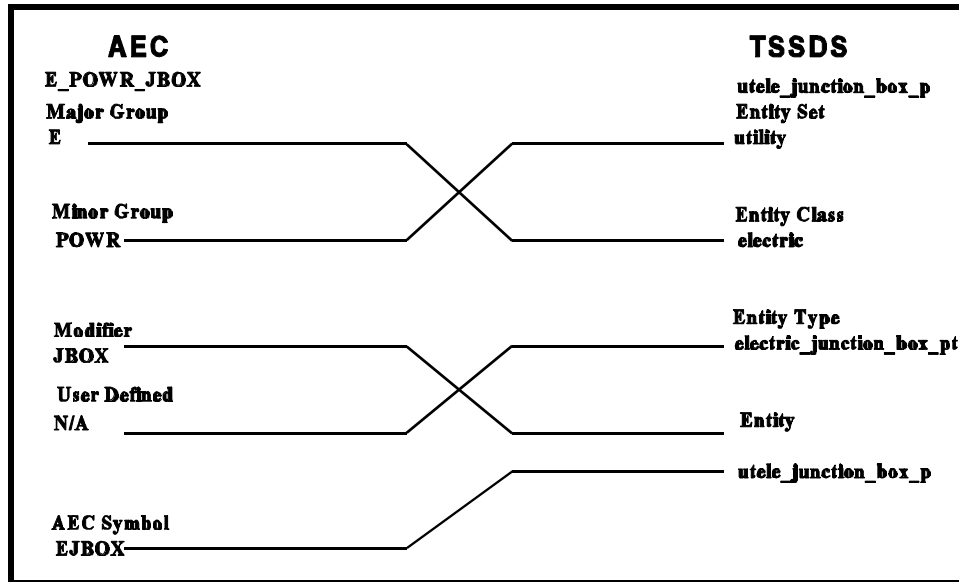 AEC
E_POWR_JBOX
Major Group
E
Minor Group
POWR
Modifier
JBOX
User Defined
N/A
AEC Symbol
EJBOX
TSSDS
utele_junction_box_p
Entity Set
utility
Entity Class
electric
Entity Type
electric_junction_box_pt
Entity
utele_junction_box_p